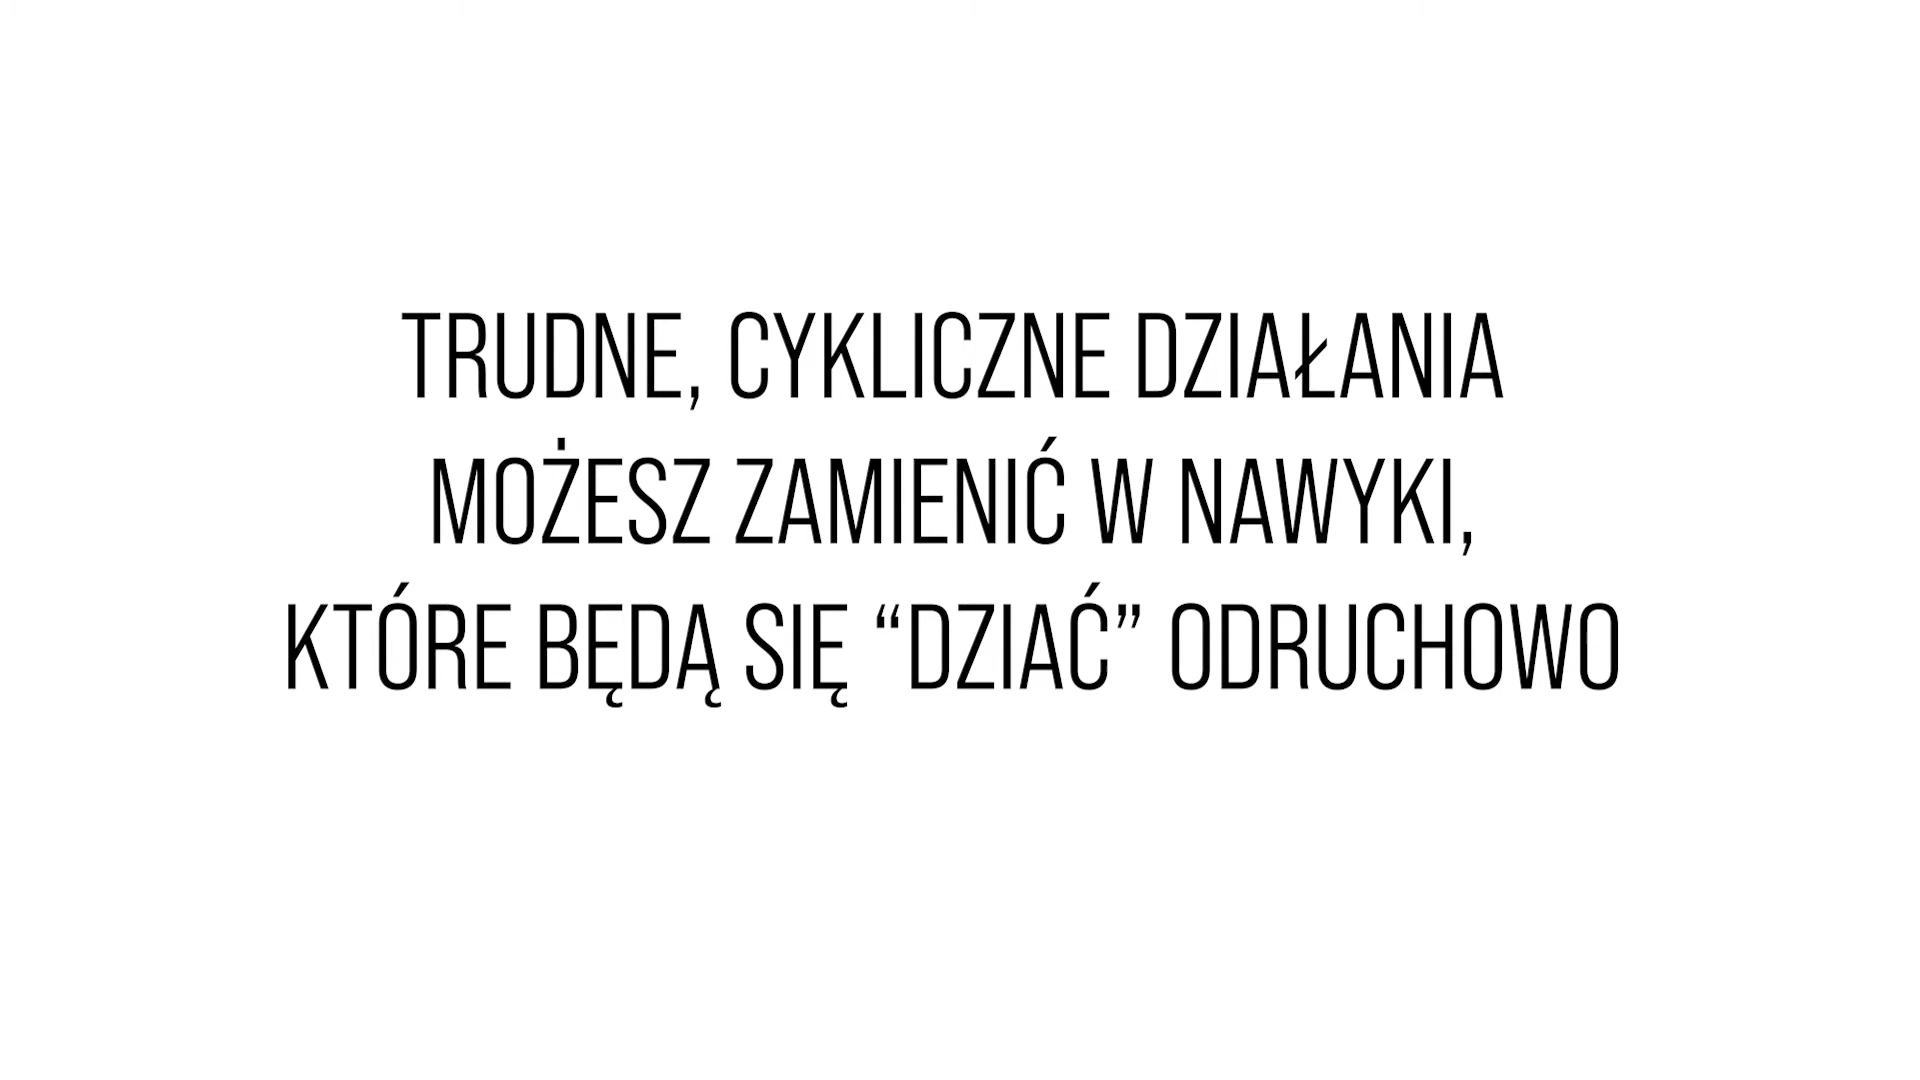 TRUDNE, CYKLICZNE DZIAŁANIA
MOŻESZ ZAMIENIĆ W NAWYKI,
KTÓRE BĘDĄ SIĘ “DZIAĆ” ODRUCHOWO